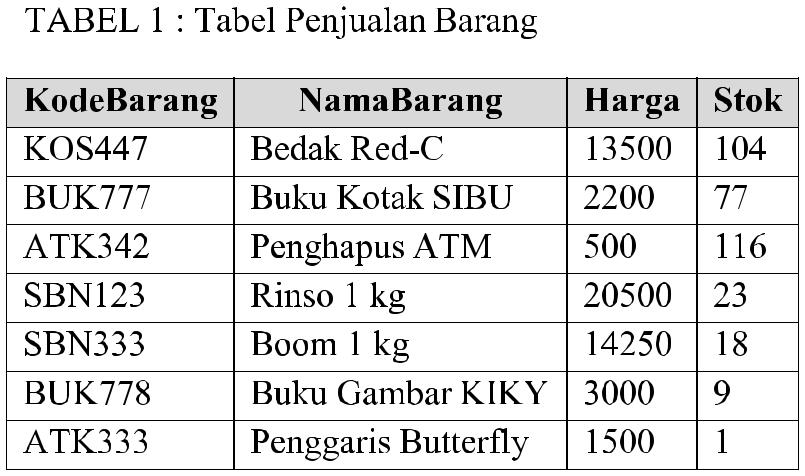 TABEL 1 : Tabel Penjualan Barang
KodeBarang NamaBarang Harga Stok
KOS447 Bedak Red-C 13500 104
BUK777 Buku Kotak SIBU 2200 77
ATK342 Penghapus ATM 500 116
SBN123 Rinso 1 kg 20500 23
SBN333 Boom 1 kg 14250 18
BUK778 Buku Gambar KIKY 3000 9
ATK333 Penggaris Butterfly 1500 1